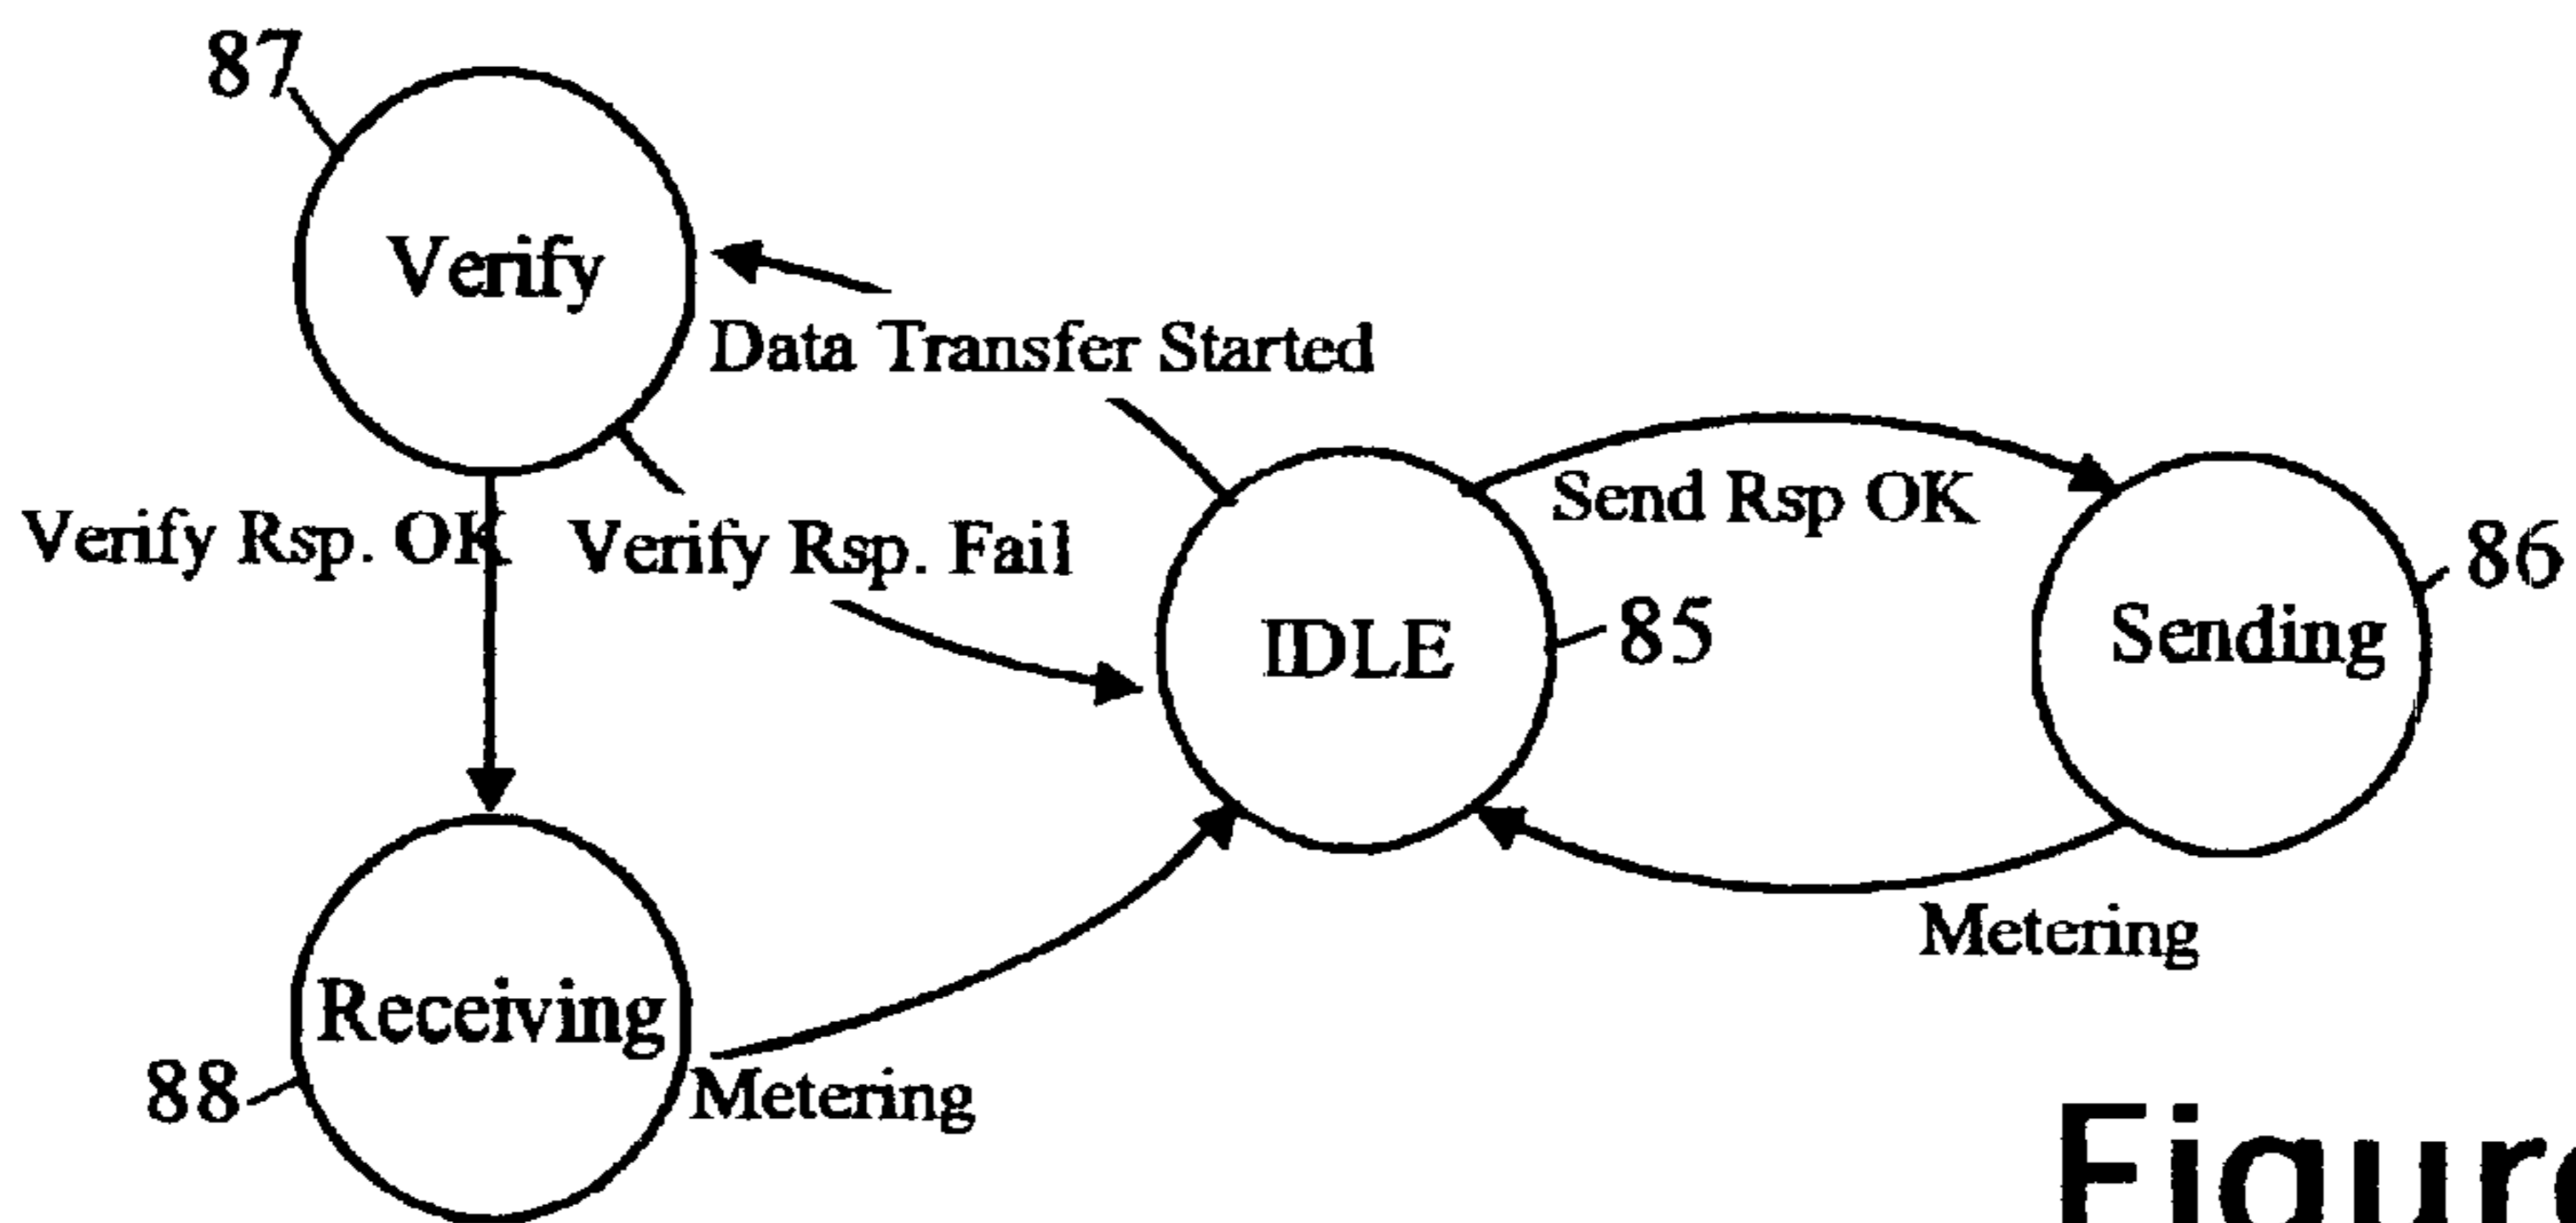 87
Verify
Data Transfer Started
Verify Rsp. OK
Verify Rsp. Fail
Send Rsp OK
IDLE
85
86
Sending
Metering
Receiving
88
Metering